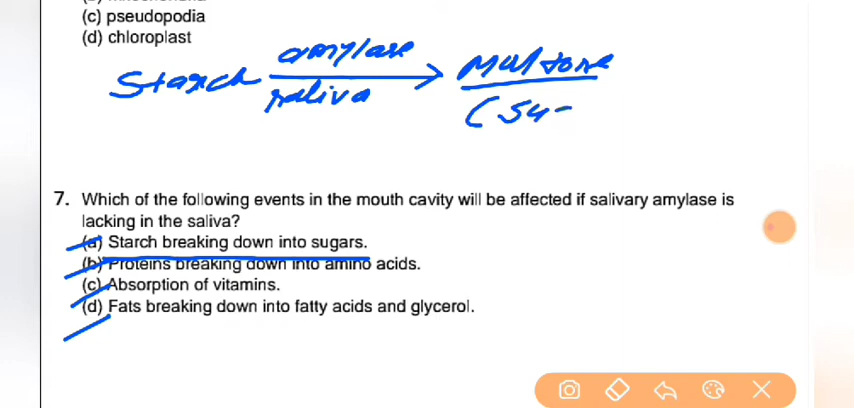 (c) pseudopodia
(d) chloroplast
Starch amylase saliva Maltose
(Su
7. Which of the following events in the mouth cavity will be affected if salivary amylase is
lacking in the saliva?
(a) Starch breaking down into sugars.
(b) Proteins breaking down into amino acids.
(c) Absorption of vitamins.
(d) Fats breaking down into fatty acids and glycerol.